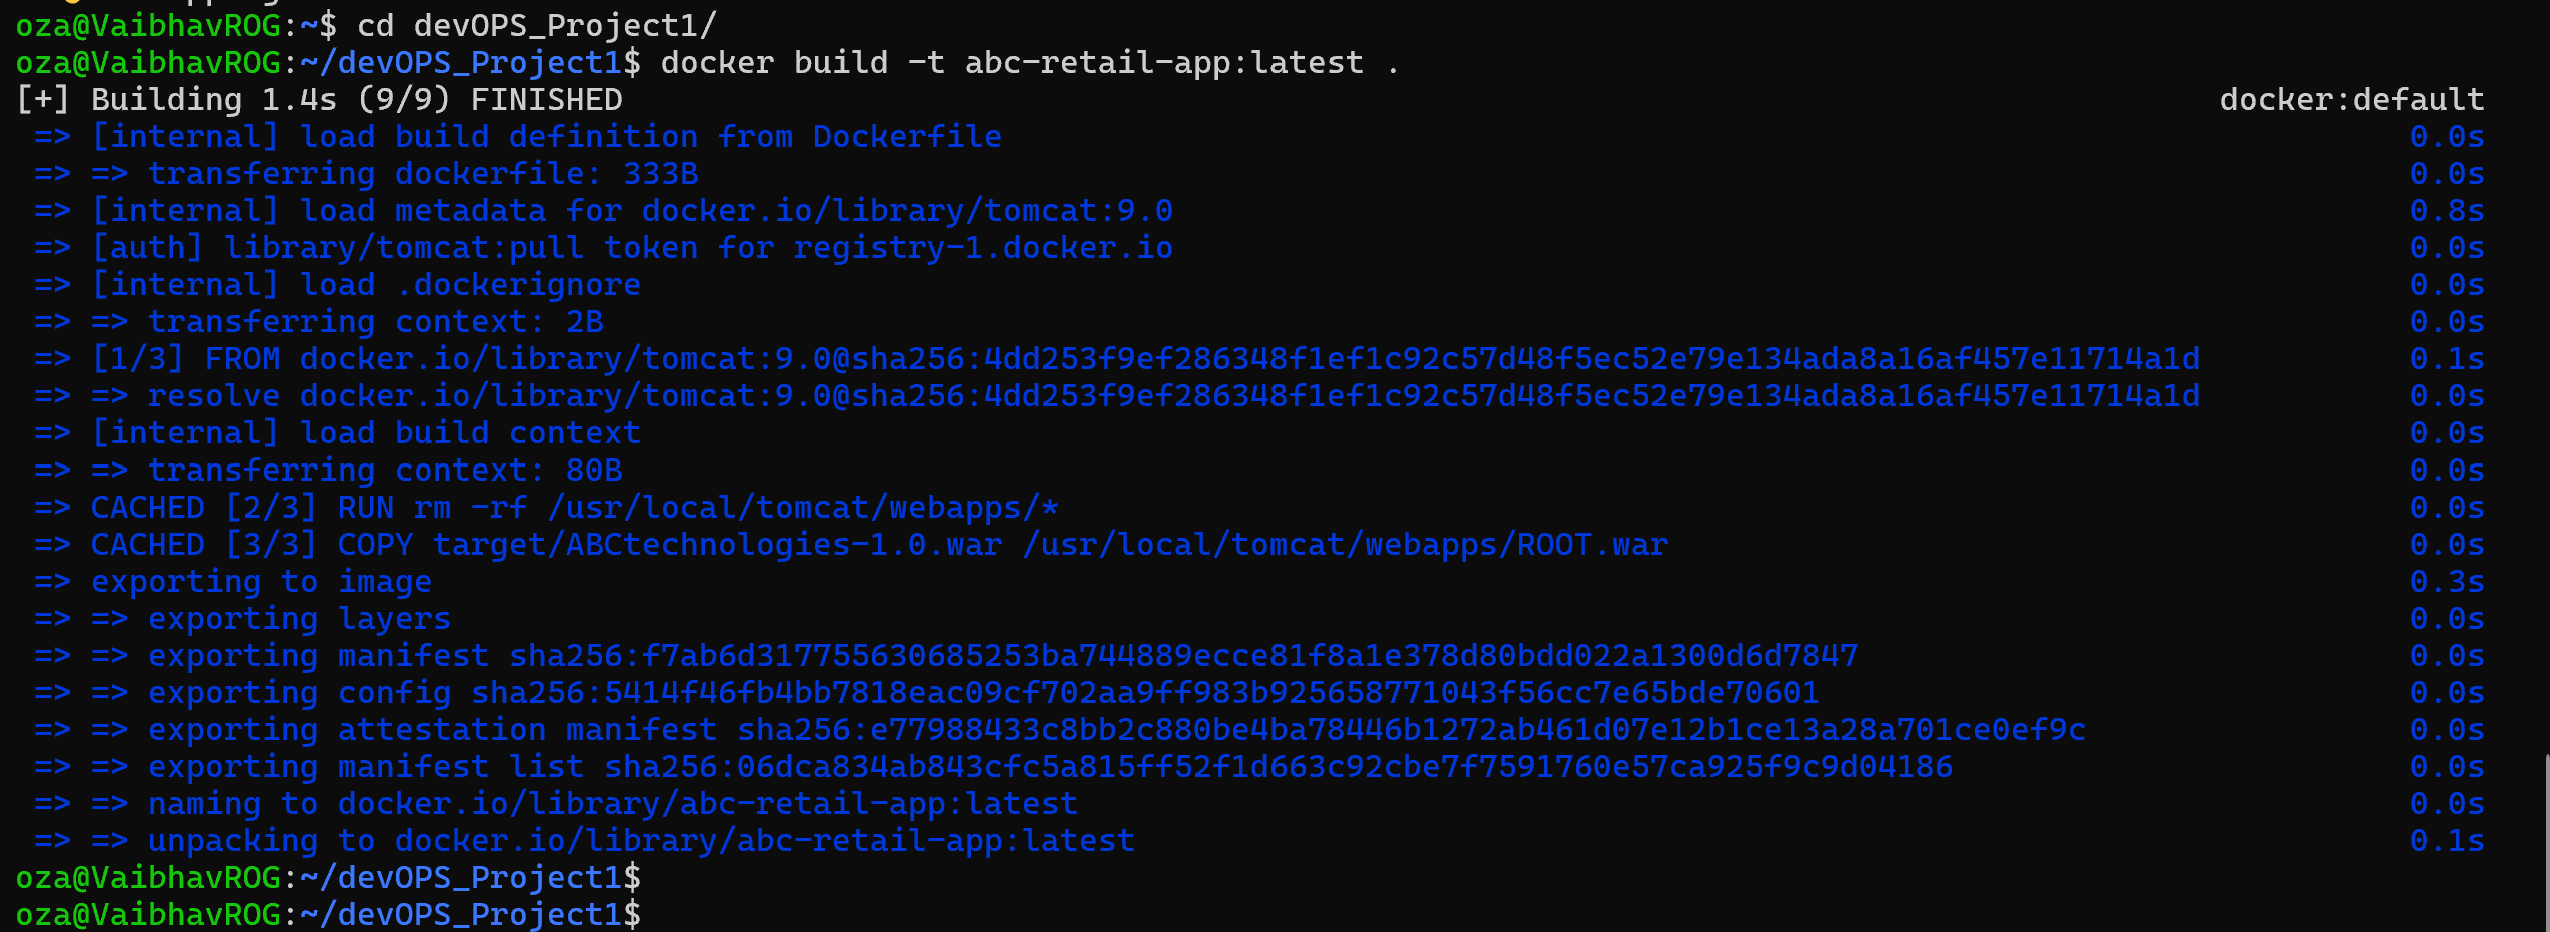 oza@VaibhavROG:~$ cd devOPS_Project1/
oza@VaibhavROG:~/devOPS_Project1$ docker build -t abc-retail-app:latest .
[+] Building 1.4s (9/9) FINISHED docker:default
=> [internal] load build definition from Dockerfile 0.0s
=> => transferring dockerfile: 333B 0.0s
=> [internal] load metadata for docker.io/library/tomcat:9.0 0.8s
=> [auth] library/tomcat:pull token for registry-1.docker.io 0.0s
=> [internal] load .dockerignore 0.0s
=> => transferring context: 2B 0.0s
=> [1/3] FROM docker.io/library/tomcat:9.0@sha256:4dd253f9ef286348f1ef1c92c57d48f5ec52e79e134ada8a16af457e11714a1d 0.1s
=> => resolve docker.io/library/tomcat:9.0@sha256:4dd253f9ef286348f1ef1c92c57d48f5ec52e79e134ada8a16af457e11714a1d 0.0s
=> [internal] load build context 0.0s
=> => transferring context: 80B 0.0s
=> CACHED [2/3] RUN rm -rf /usr/local/tomcat/webapps/* 0.0s
=> CACHED [3/3] COPY target/ABCtechnologies-1.0.war /usr/local/tomcat/webapps/ROOT.war 0.0s
=> exporting to image 0.3s
=> => exporting layers 0.0s
=> => exporting manifest sha256:f7ab6d317755630685253ba744889ecce81f8a1e378d80bdd022a1300d6d7847 0.0s
=> => exporting config sha256:5414f46fb4bb7818eac09cf702aa9ff983b925658771043f56cc7e65bde70601 0.0s
=> => exporting attestation manifest sha256:e77988433c8bb2c880be4ba78446b1272ab461d07e12b1ce13a28a701ce0ef9c 0.0s
=> => exporting manifest list sha256:06dca834ab843cfc5a815ff52f1d663c92cbe7f7591760e57ca925f9c9d04186 0.0s
=> => naming to docker.io/library/abc-retail-app:latest 0.0s
=> => unpacking to docker.io/library/abc-retail-app:latest 0.1s
oza@VaibhavROG:~/devOPS_Project1$
oza@VaibhavROG:~/devOPS_Project1$